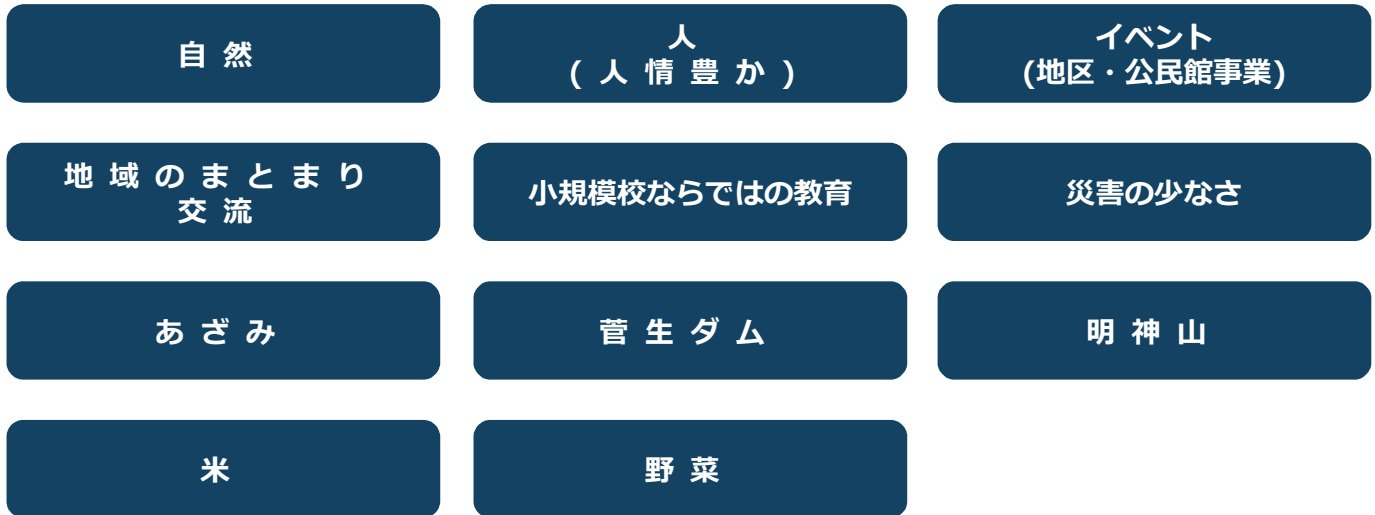 自然
人
(人情豊か)
イベント
(地区・公民館事業)
地域のまとまり
交流
小規模校ならではの教育
災害の少なさ
あざみ
菅生ダム
明神山
米
野菜